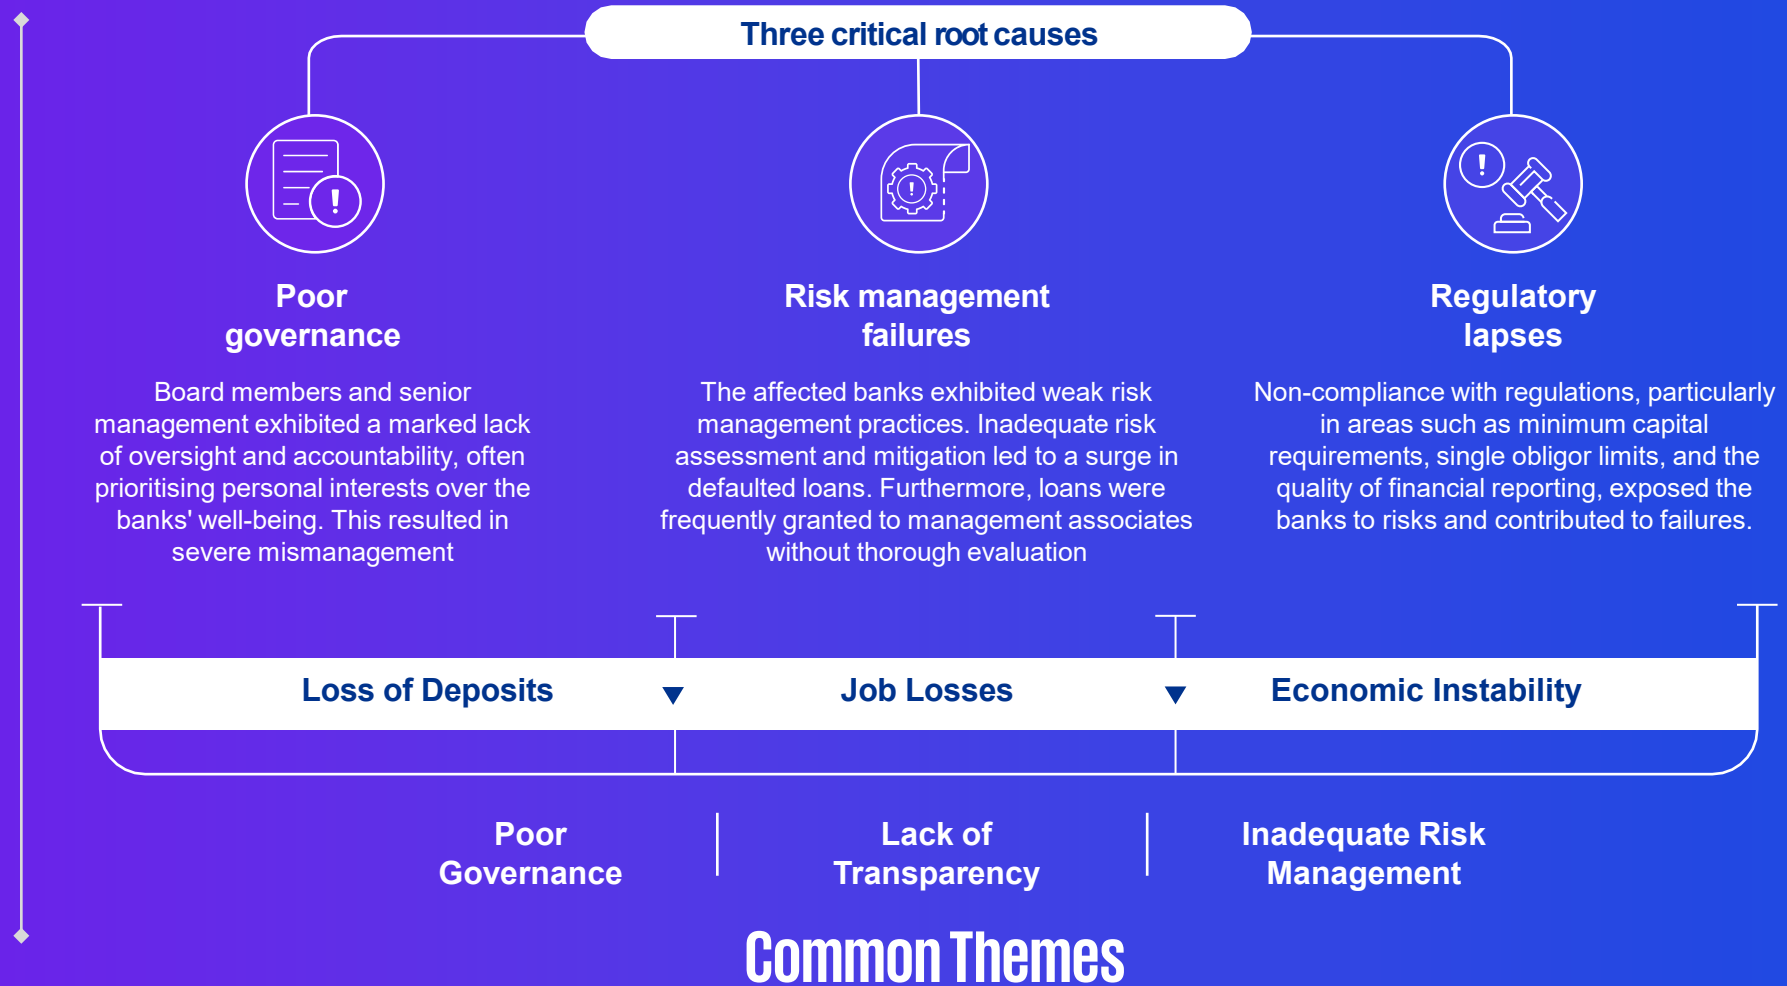 Three critical root causes
Poor
governance
Board members and senior
management exhibited a marked lack
of oversight and accountability, often
prioritising personal interests over the
banks' well-being. This resulted in
severe mismanagement
Risk management
failures
The affected banks exhibited weak risk
management practices. Inadequate risk
assessment and mitigation led to a surge in
defaulted loans. Furthermore, loans were
frequently granted to management associates
without thorough evaluation
Regulatory
lapses
Non-compliance with regulations, particularly
in areas such as minimum capital
requirements, single obligor limits, and the
quality of financial reporting, exposed the
banks to risks and contributed to failures.
Loss of Deposits
Job Losses
Economic Instability
Poor
Governance
Lack of
Transparency
Inadequate Risk
Management
Common Themes